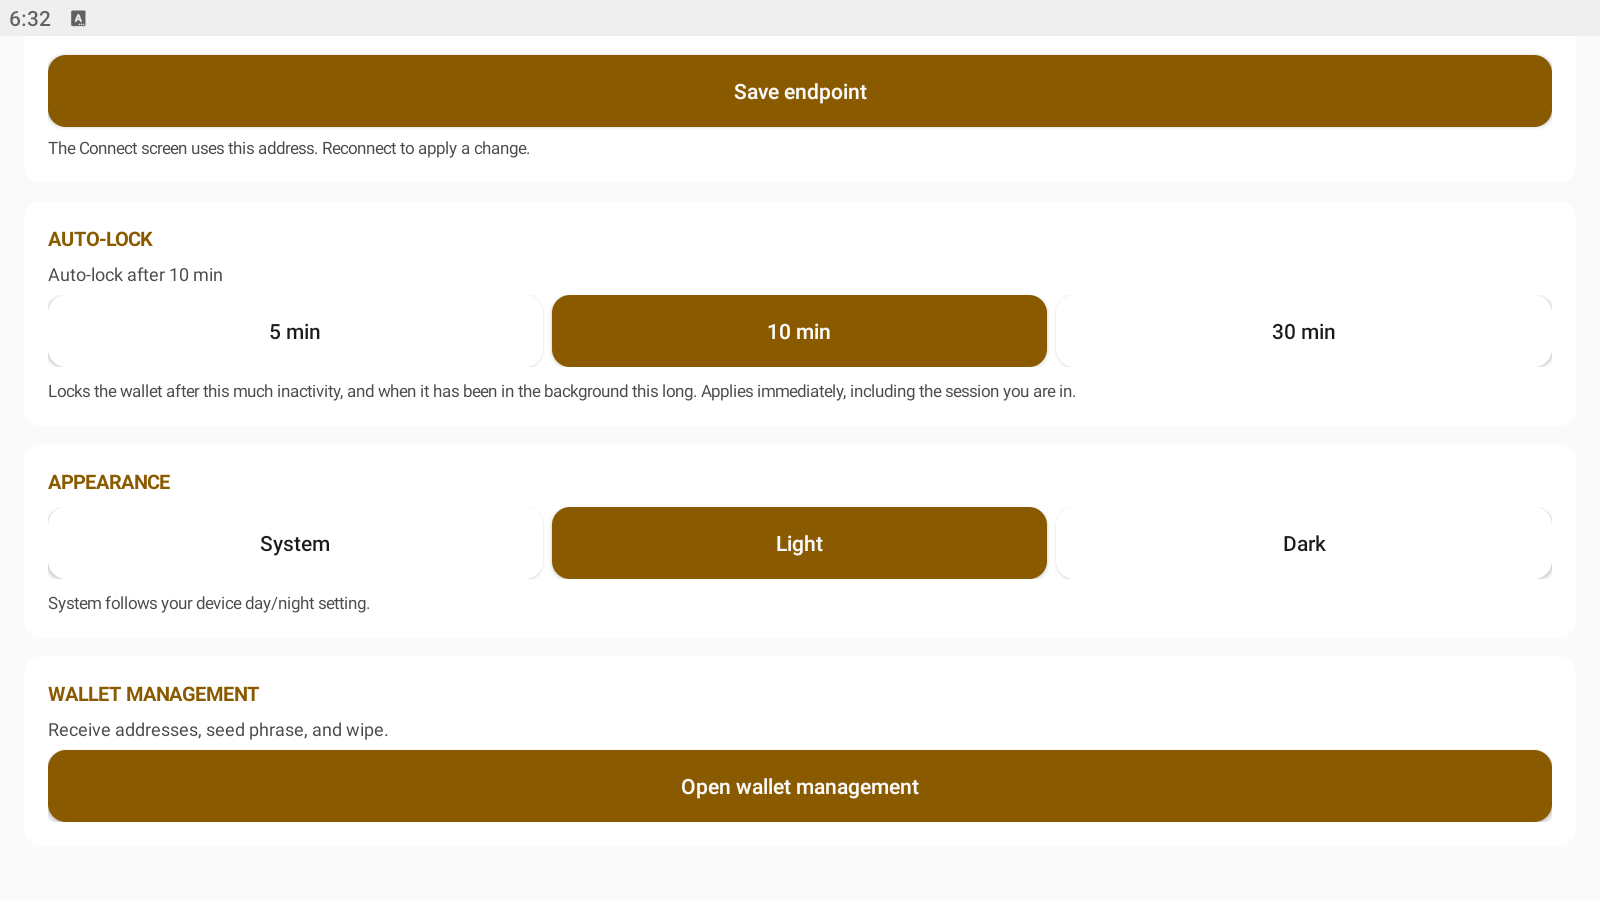 6:32
A
Save endpoint
The Connect screen uses this address. Reconnect to apply a change.
AUTO-LOCK
Auto-lock after 10 min
5 min
10 min
30 min
Locks the wallet after this much inactivity, and when it has been in the background this long. Applies immediately, including the session you are in.
APPEARANCE
System
Light
Dark
System follows your device day/night setting.
WALLET MANAGEMENT
Receive addresses, seed phrase, and wipe.
Open wallet management